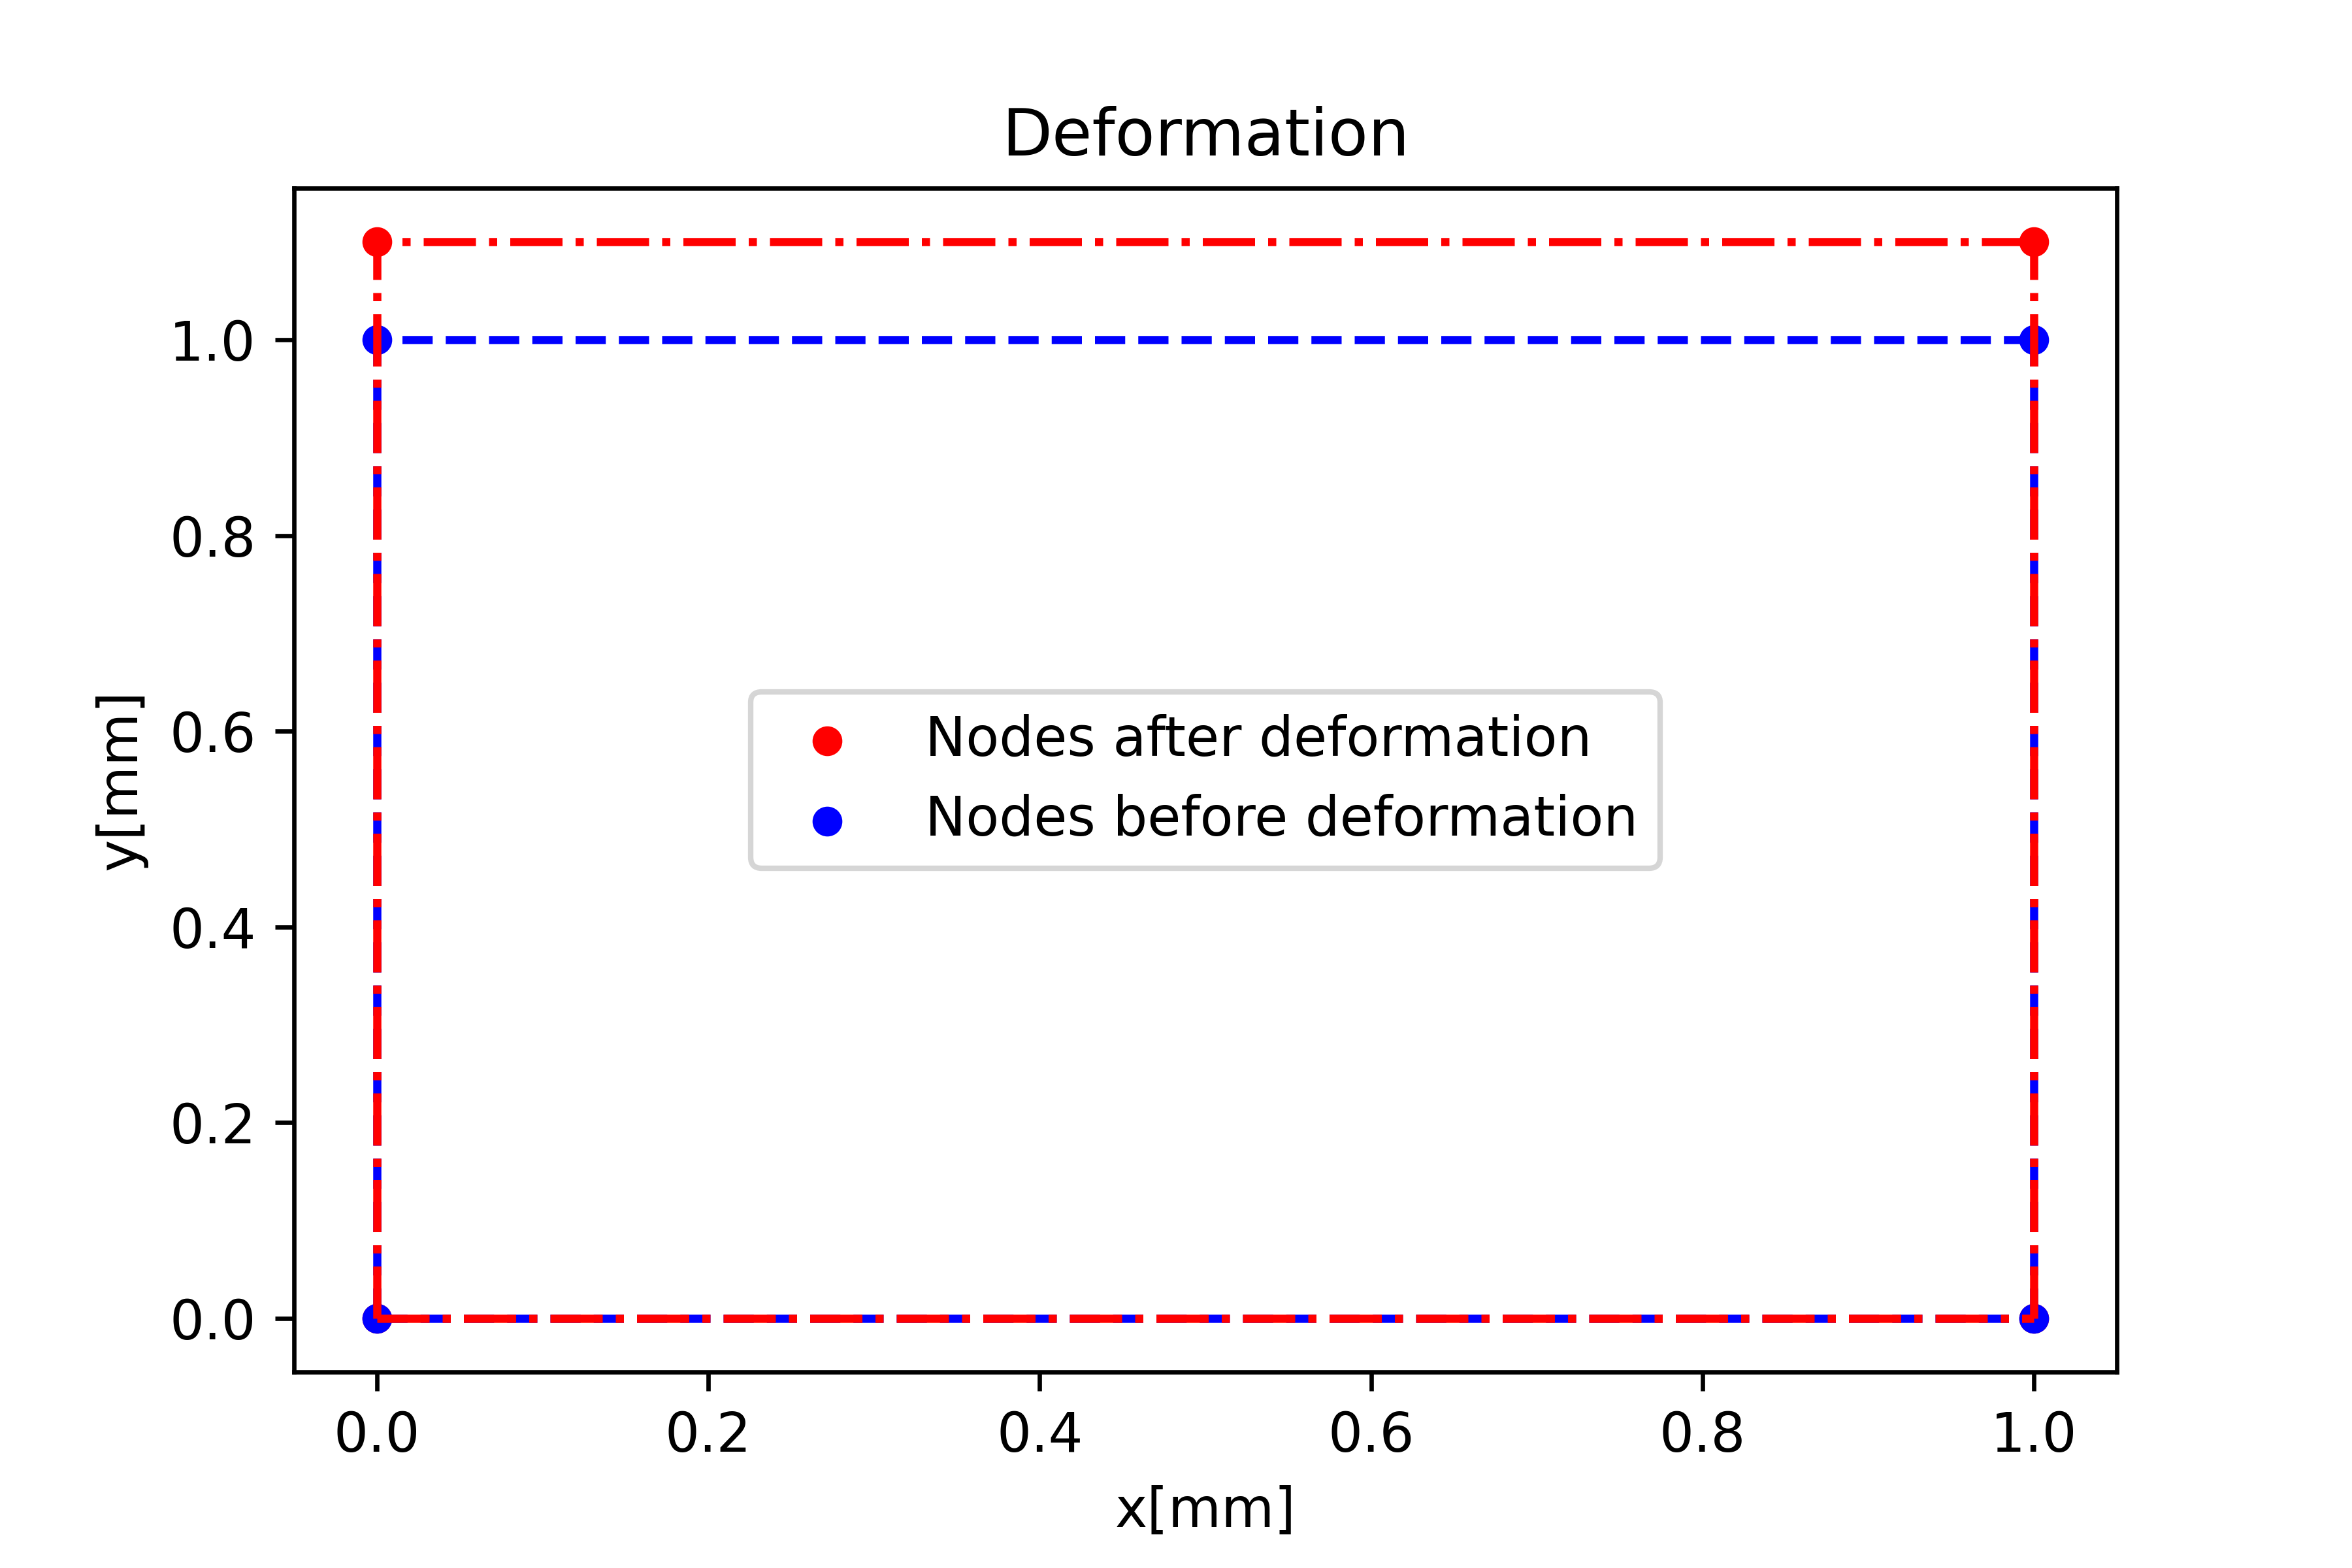 Deformation
1.0
0.8
0.6
0.4
0.2
0.0
y[mm]
Nodes after deformation
Nodes before deformation
0.0 0.2 0.4 0.6 0.8 1.0
x[mm]